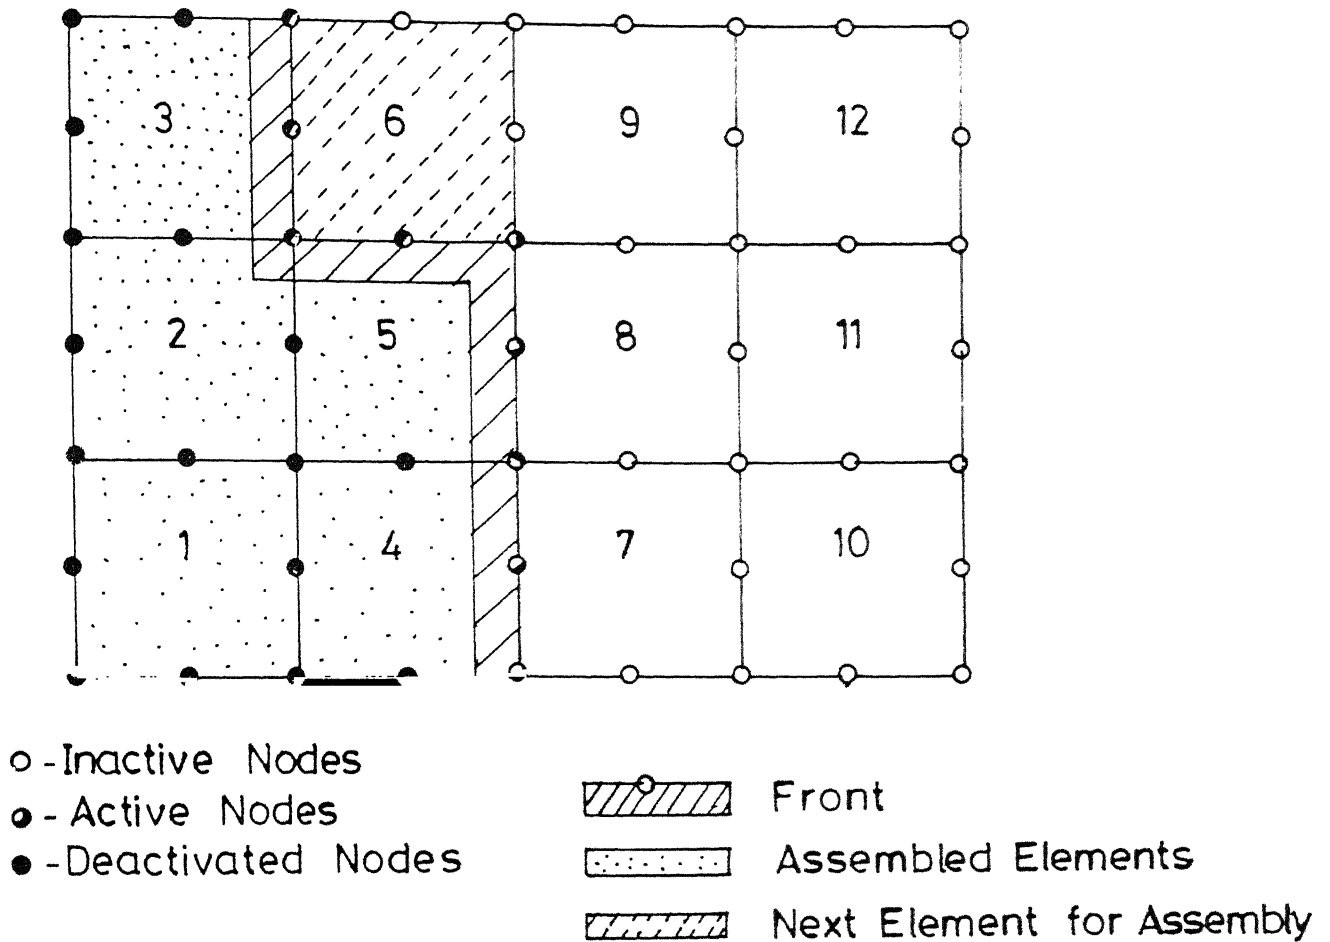 3 6 9 12
2 5 8 11
1 4 7 10
-Inactive Nodes
- Active Nodes
-Deactivated Nodes
Front
Assembled Elements
Next Element for Assembly